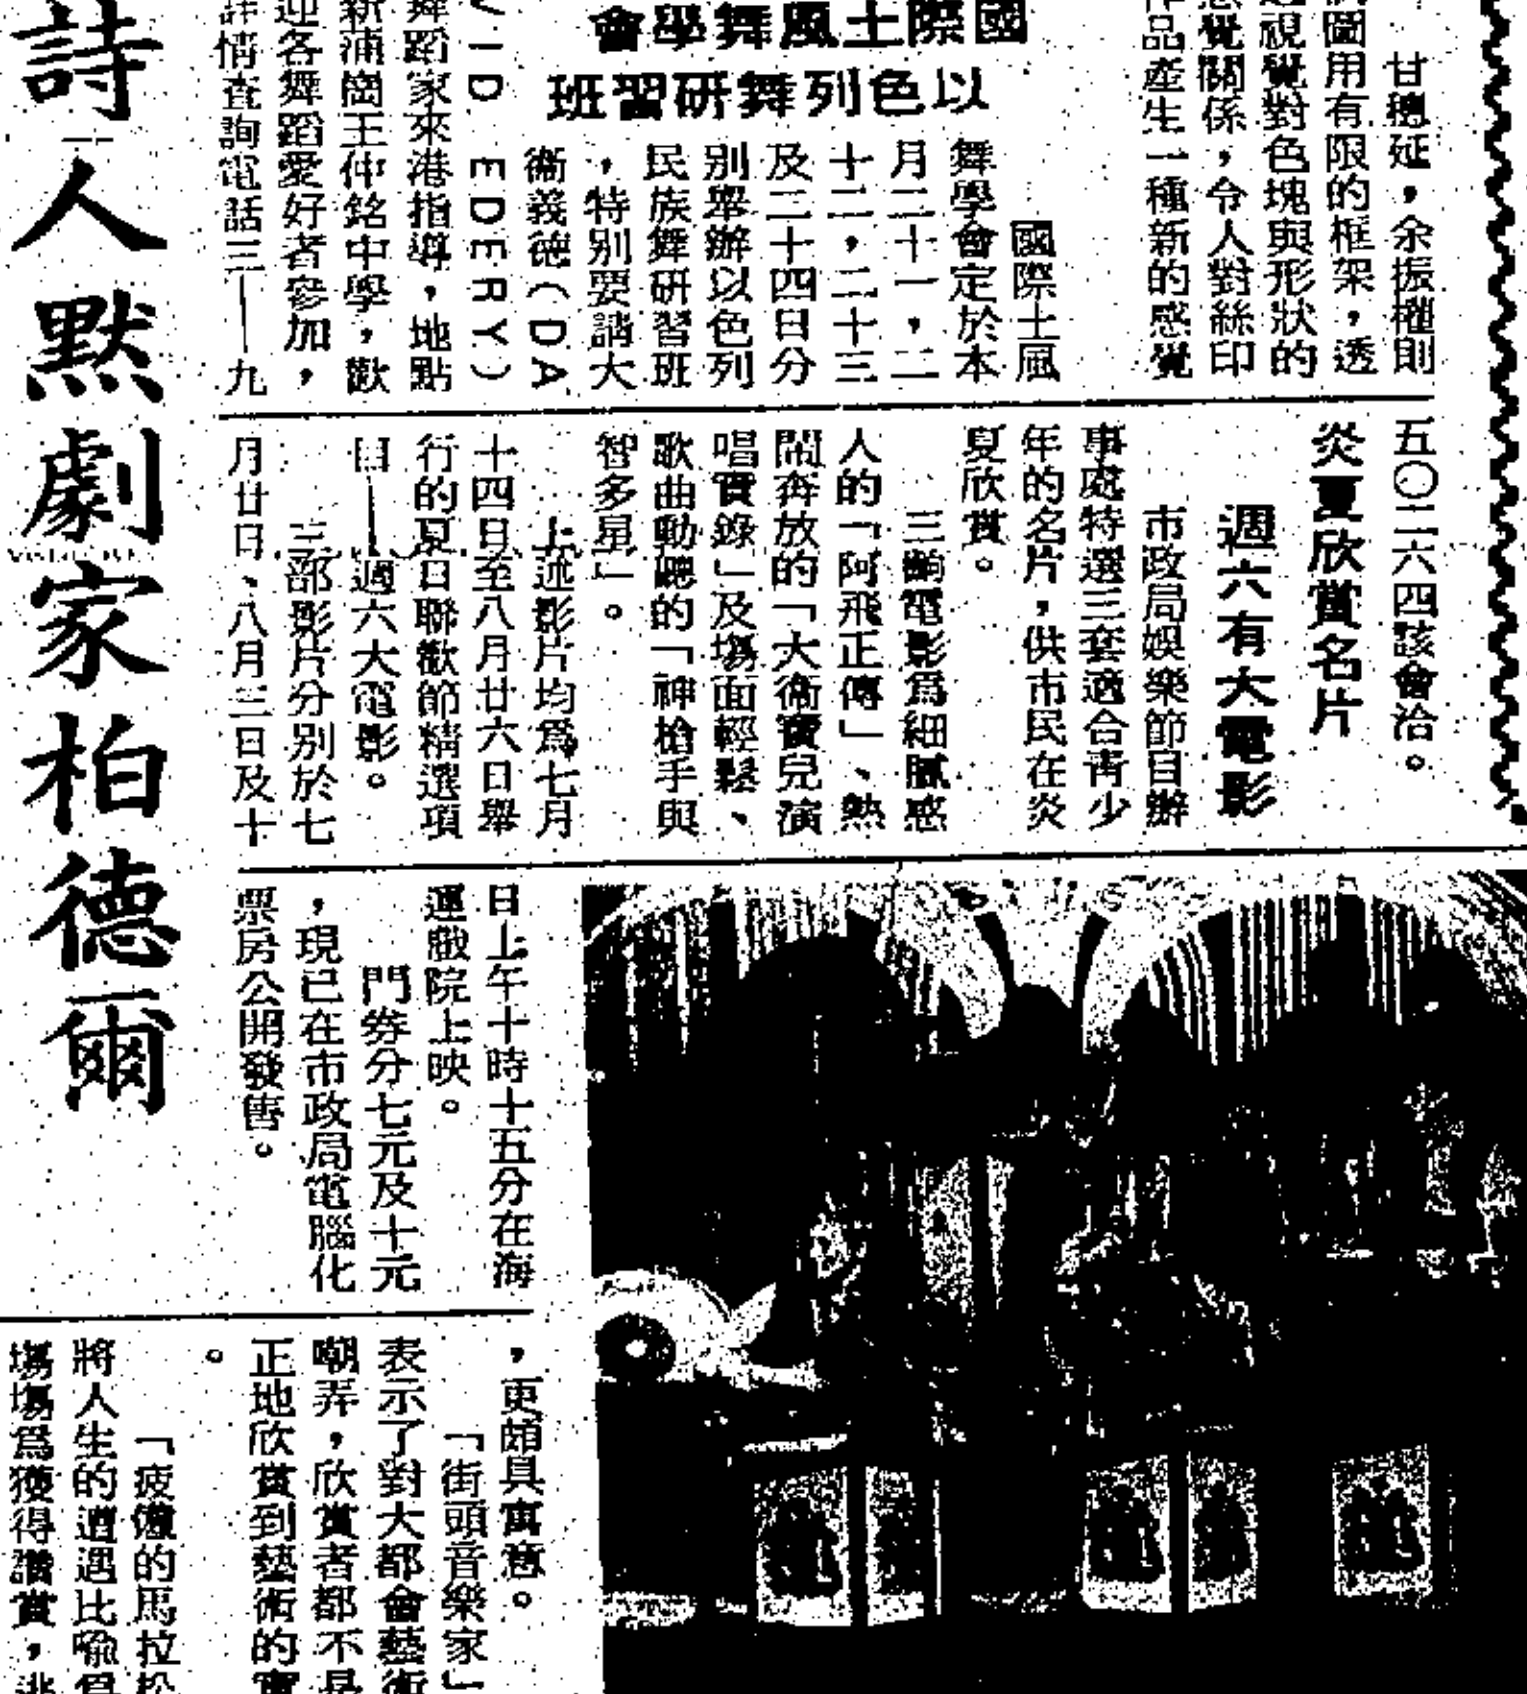 甘穗延，余振權則
圖用有限的框架，透
視覺對色塊與形狀的
感覺關係，令人對絲印
作品產生一種新的感覺
國際土風舞學會
以色列舞研習班
國際土風
舞學會定於本
月二十一，二
十二，二十三
及二十四日分
別舉辦以色列
民族舞研習班
，特別要請大
衞義德（DA
VID EDERY）
舞蹈家來港指導，地點
新蒲崗王仲銘中學，歡
迎各舞蹈愛好者參加，
詳情查詢電話三—九
五〇二六四該會洽。
炎夏欣賞名片
週六有大電影
市政局娛樂節目辦
事處特選三套適合青少
年的名片，供市民在炎
夏欣賞。
三齣電影爲細膩感
人的「阿飛正傳」、熱
鬧奔放的「大衞寶兒演
唱實錄」及塲面輕鬆、
歌曲動聽的「神槍手與
智多星」。
上述影片均爲七月
十四日至八月廿六日舉
行的夏日聯歡節精選項
目——週六大電影。
三部影片分別於七
月廿日、八月三日及十
日上午十時十五分在海
運戲院上映。
門券分七元及十元
，現已在市政局電腦化
票房公開發售。
詩人默劇家柏德爾
，更頗具寓意。
「街頭音樂家」
表示了對大都會藝術
嘲弄，欣賞者都不是
正地欣賞到藝術的實
。
「疲憊的馬拉松
將人生的遭遇比喻爲
塲塲爲獲得讚賞，逃